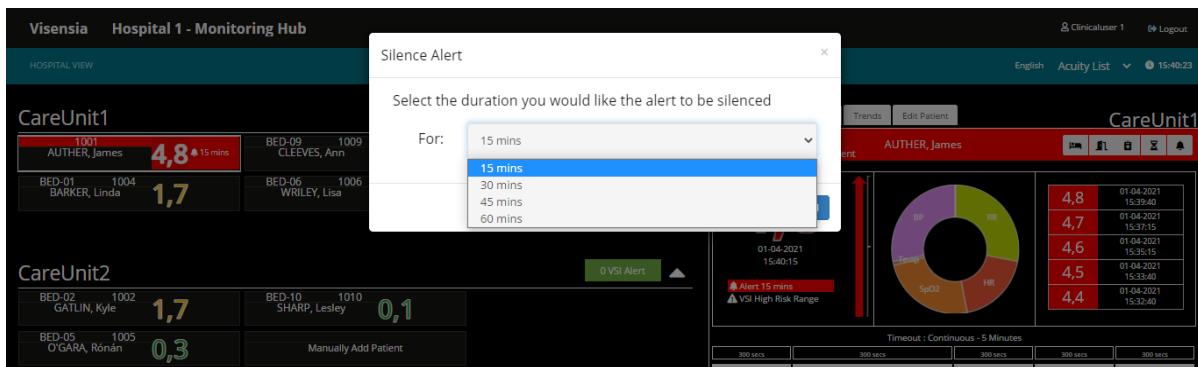 Visensia Hospital 1 - Monitoring Hub
Clinicaluser 1 Logout
HOSPITAL VIEW
English Acuity List 15:40:23
Silence Alert ×
Select the duration you would like the alert to be silenced
For: 15 mins
15 mins
30 mins
45 mins
60 mins
CareUnit1
1001
AUTHER, James 4,8 15 mins
BED-09 1009
CLEEVES, Ann
BED-01 1004
BARKER, Linda 1,7
BED-06 1006
WRILEY, Lisa
CareUnit2
0 VSI Alert
BED-02 1002
GATLIN, Kyle 1,7
BED-10 1010
SHARP, Lesley 0,1
BED-05 1005
O'GARA, Rónán 0,3
Manually Add Patient
Trends Edit Patient
CareUnit1
AUTHER, James
01-04-2021
15:40:15
Alert 15 mins
VSI High Risk Range
BP
RR
Temp
SpO2
HR
4,8 01-04-2021
15:39:40
4,7 01-04-2021
15:37:15
4,6 01-04-2021
15:35:15
4,5 01-04-2021
15:33:40
4,4 01-04-2021
15:32:40
Timeout : Continuous - 5 Minutes
300 secs 300 secs 300 secs 300 secs 300 secs